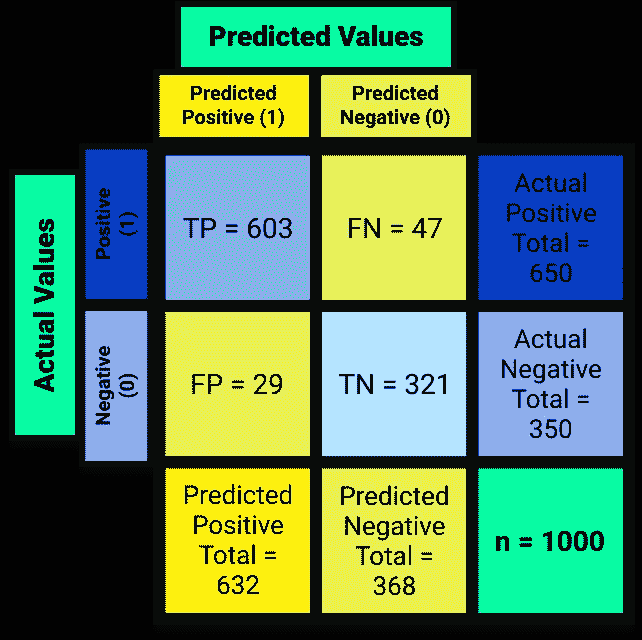 Predicted Values
Predicted
Positive (1)
Predicted
Negative (0)
Actual Values
Positive
(1)
TP = 603
FN = 47
Actual
Positive
Total =
650
Negative
(0)
FP = 29
TN = 321
Actual
Negative
Total =
350
Predicted
Positive
Total =
632
Predicted
Negative
Total =
368
n = 1000